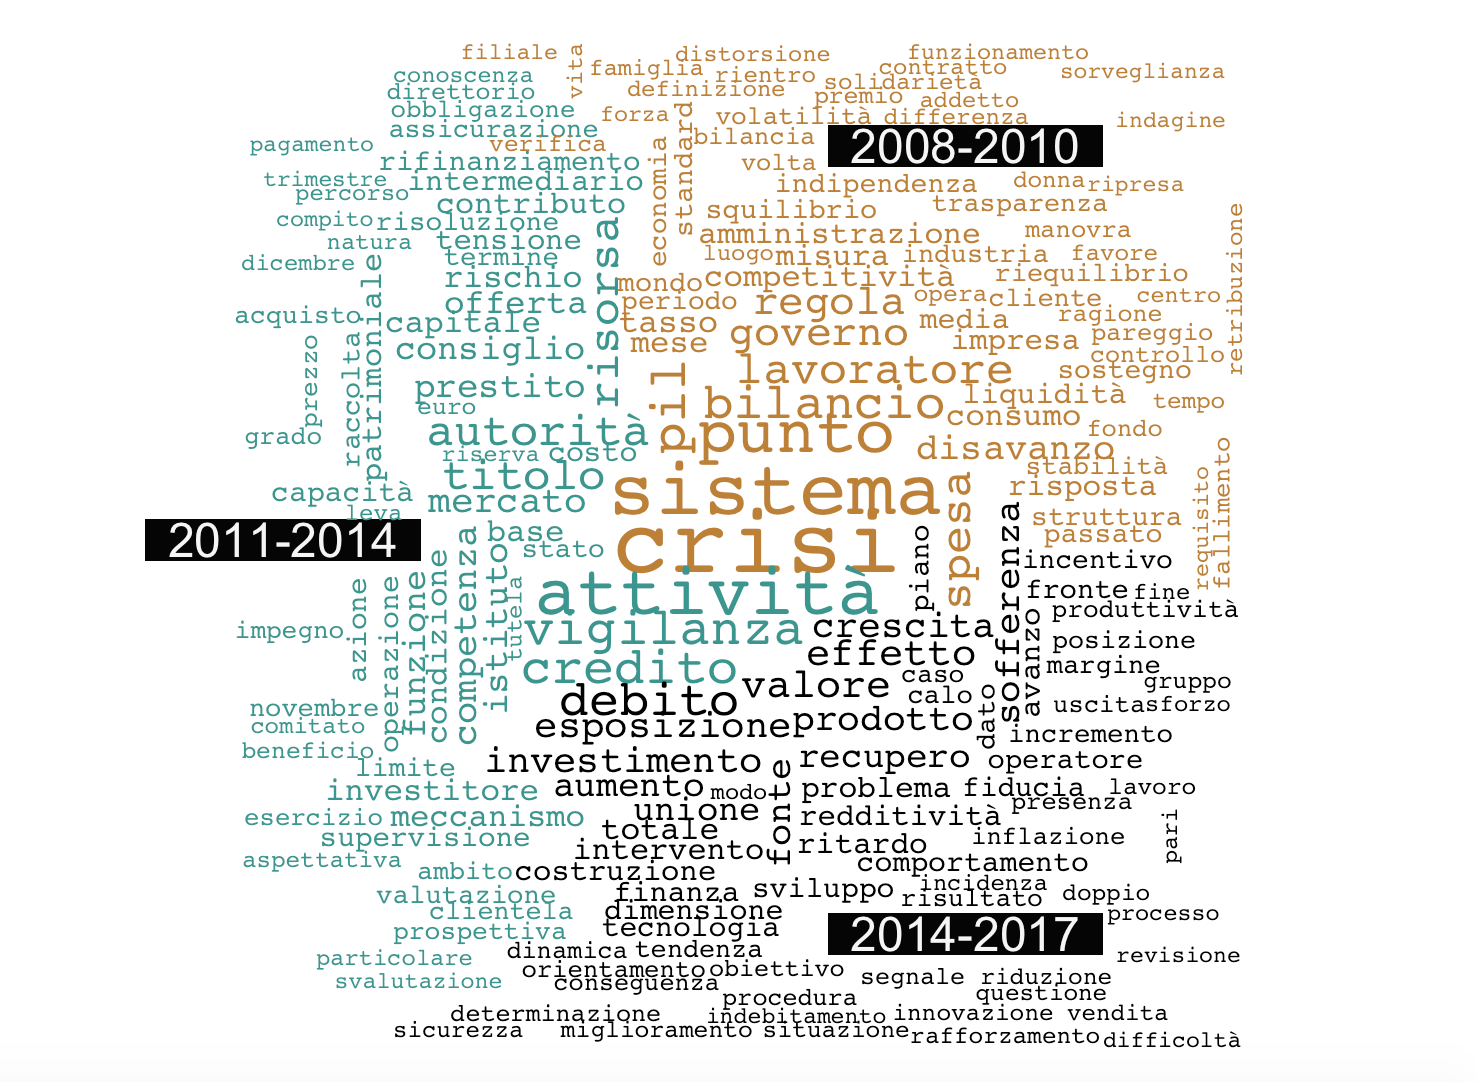 filiale
vita
distorsione
funzionamento
conoscenza
famiglia
rientro
contratto
sorveglianza
direttorio
definizione
solidarietà
obbligazione
forza
premio
addetto
assicurazione
standard
volatilità
differenza
indagine
pagamento
verifica
economia
bilancia
2008-2010
rifinanziamento
volta
trimestre
intermediario
indipendenza
donna
ripresa
percorso
contributo
squilibrio
trasparenza
compito
risoluzione
risorsa
amministrazione
manovra
retribuzione
natura
tensione
luogo
misura
industria
favore
dicembre
termine
patrimoniale
rischio
mondo
competitività
riequilibrio
offerta
periodo
regola
opera
cliente
centro
acquisto
capitale
tasso
governo
media
ragione
prezzo
raccolta
consiglio
mese
impresa
pareggio
controllo
prestito
pil
lavoratore
sostegno
euro
bilancio
liquidità
tempo
grado
autorità
punto
consumo
fondo
riserva
costo
disavanzo
titolo
stabilità
fallimento
requisito
capacità
mercato
sistema
spesa
risposta
leva
struttura
2011-2014
base
crisi
piano
sofferenza
passato
stato
incentivo
azione
operazione
funzione
condizione
competenza
istituto
tutela
attività
fronte
fine
produttività
impegno
vigilanza
crescita
avanzo
posizione
credito
effetto
margine
novembre
debito
valore
caso
gruppo
calo
dato
uscita
sforzo
comitato
esposizione
prodotto
incremento
beneficio
limite
investimento
recupero
operatore
investitore
aumento
modo
fonte
problema
fiducia
lavoro
esercizio
meccanismo
unione
redditività
presenza
pari
supervisione
totale
ritardo
inflazione
aspettativa
intervento
comportamento
ambito
costruzione
valutazione
finanza
sviluppo
incidenza
risultato
doppio
clientela
dimensione
processo
prospettiva
tecnologia
2014-2017
particolare
dinamica
tendenza
revisione
svalutazione
orientamento
obiettivo
segnale
riduzione
conseguenza
procedura
questione
determinazione
indebitamento
innovazione
vendita
sicurezza
miglioramento
situazione
rafforzamento
difficoltà